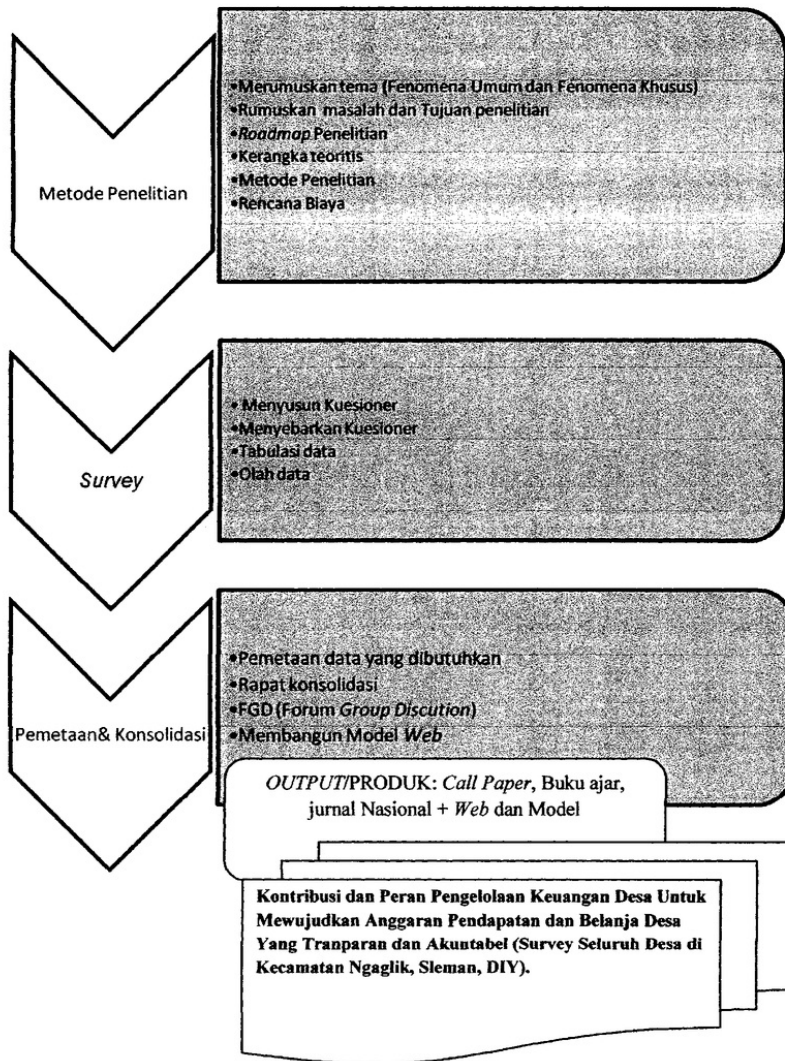 Metode Penelitian
•Merumuskan tema (Fenomena Umum dan Fenomena Khusus)
•Rumuskan masalah dan Tujuan penelitian
•Roadmap Penelitian
•Kerangka teoritis
•Metode Penelitian
•Rencana Biaya
Survey
• Menyusun Kuesioner
•Menyebarkan Kuesioner
•Tabulasi data
•Olah data
Pemetaan& Konsolidasi
•Pemetaan data yang dibutuhkan
•Rapat konsolidasi
•FGD (Forum Group Discution)
•Membangun Model Web
OUTPUT/PRODUK: Call Paper, Buku ajar,
jurnal Nasional + Web dan Model
Kontribusi dan Peran Pengelolaan Keuangan Desa Untuk
Mewujudkan Anggaran Pendapatan dan Belanja Desa
Yang Tranparan dan Akuntabel (Survey Seluruh Desa di
Kecamatan Ngaglik, Sleman, DIY).